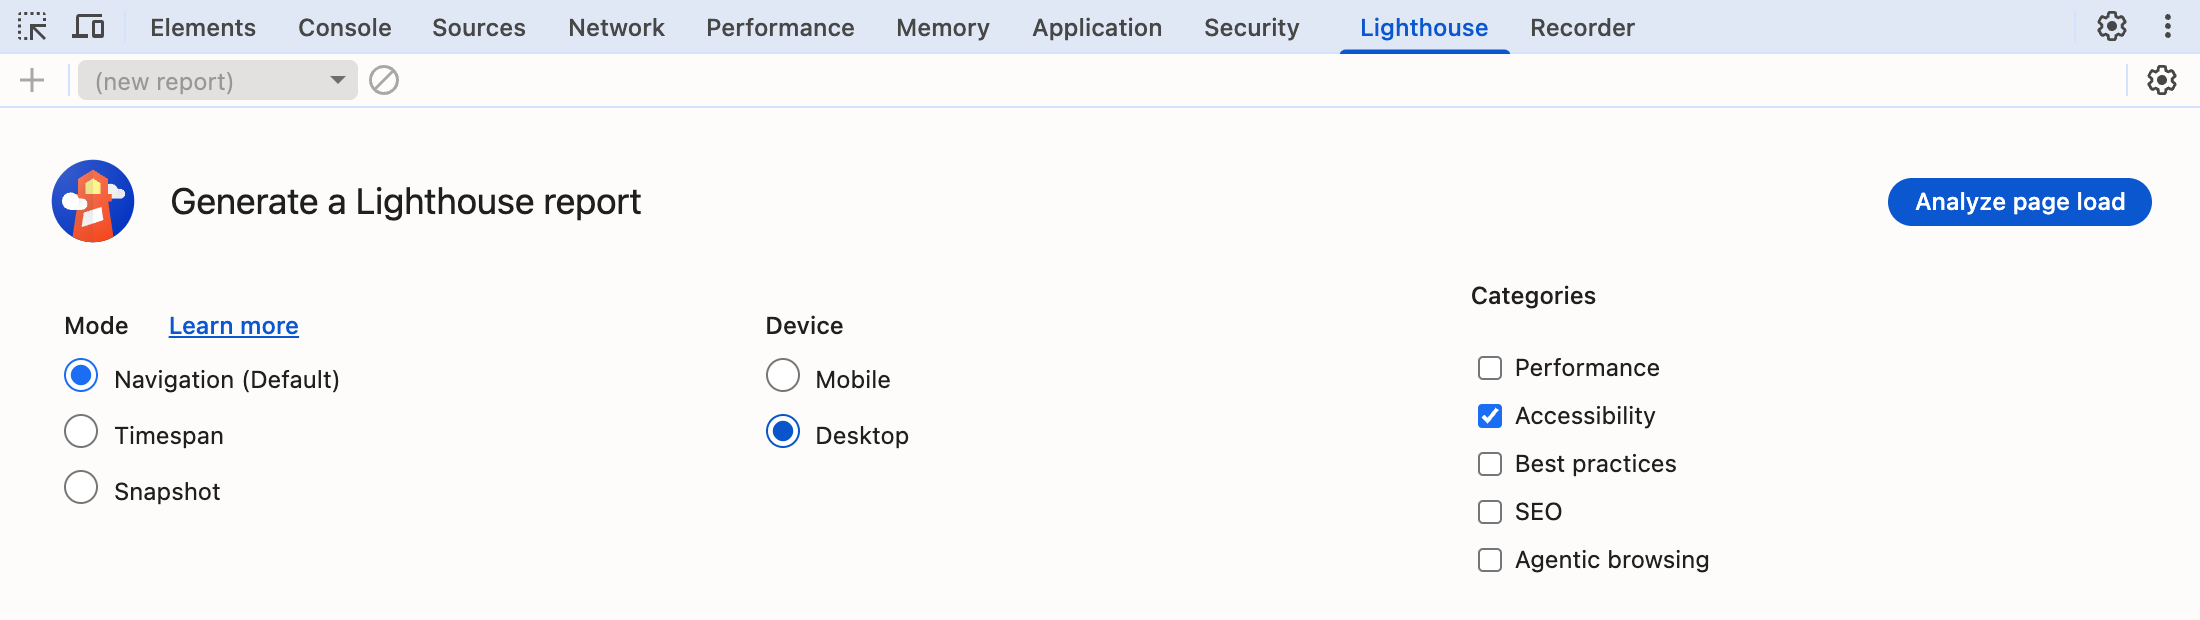 Elements Console Sources Network Performance Memory Application Security Lighthouse Recorder
(new report)
Generate a Lighthouse report
Analyze page load
Mode Learn more
Navigation (Default)
Timespan
Snapshot
Device
Mobile
Desktop
Categories
Performance
Accessibility
Best practices
SEO
Agentic browsing